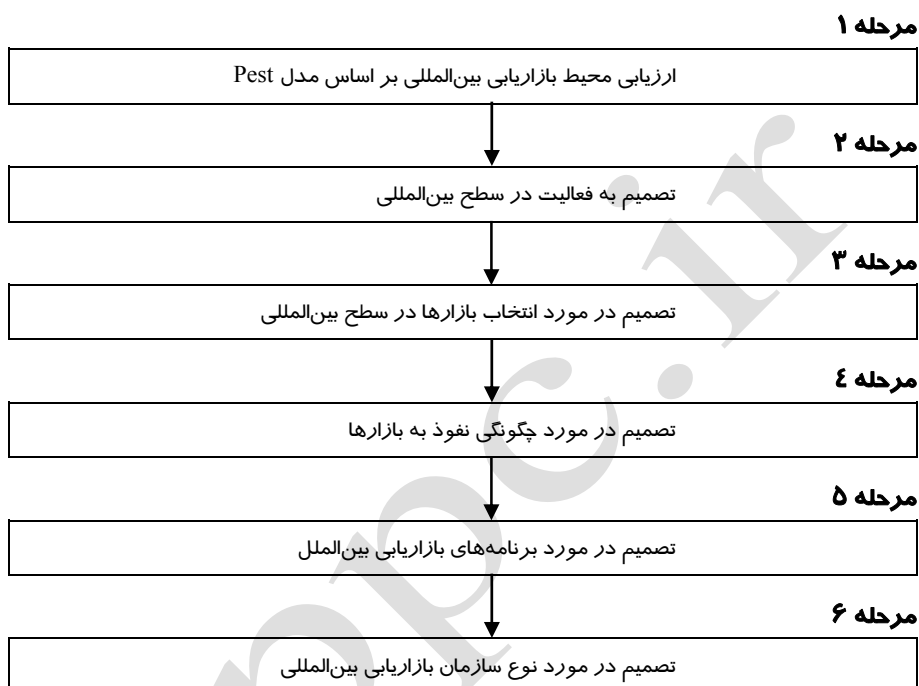 مرحله ۱
ارزیابی محیط بازاریابی بین‌المللی بر اساس مدل Pest
مرحله ۲
تصمیم به فعالیت در سطح بین‌المللی
مرحله ۳
تصمیم در مورد انتخاب بازارها در سطح بین‌المللی
مرحله ٤
تصمیم در مورد چگونگی نفوذ به بازارها
مرحله ۵
تصمیم در مورد برنامه‌های بازاریابی بین‌الملل
مرحله ۶
تصمیم در مورد نوع سازمان بازاریابی بین‌المللی
ppc.ir